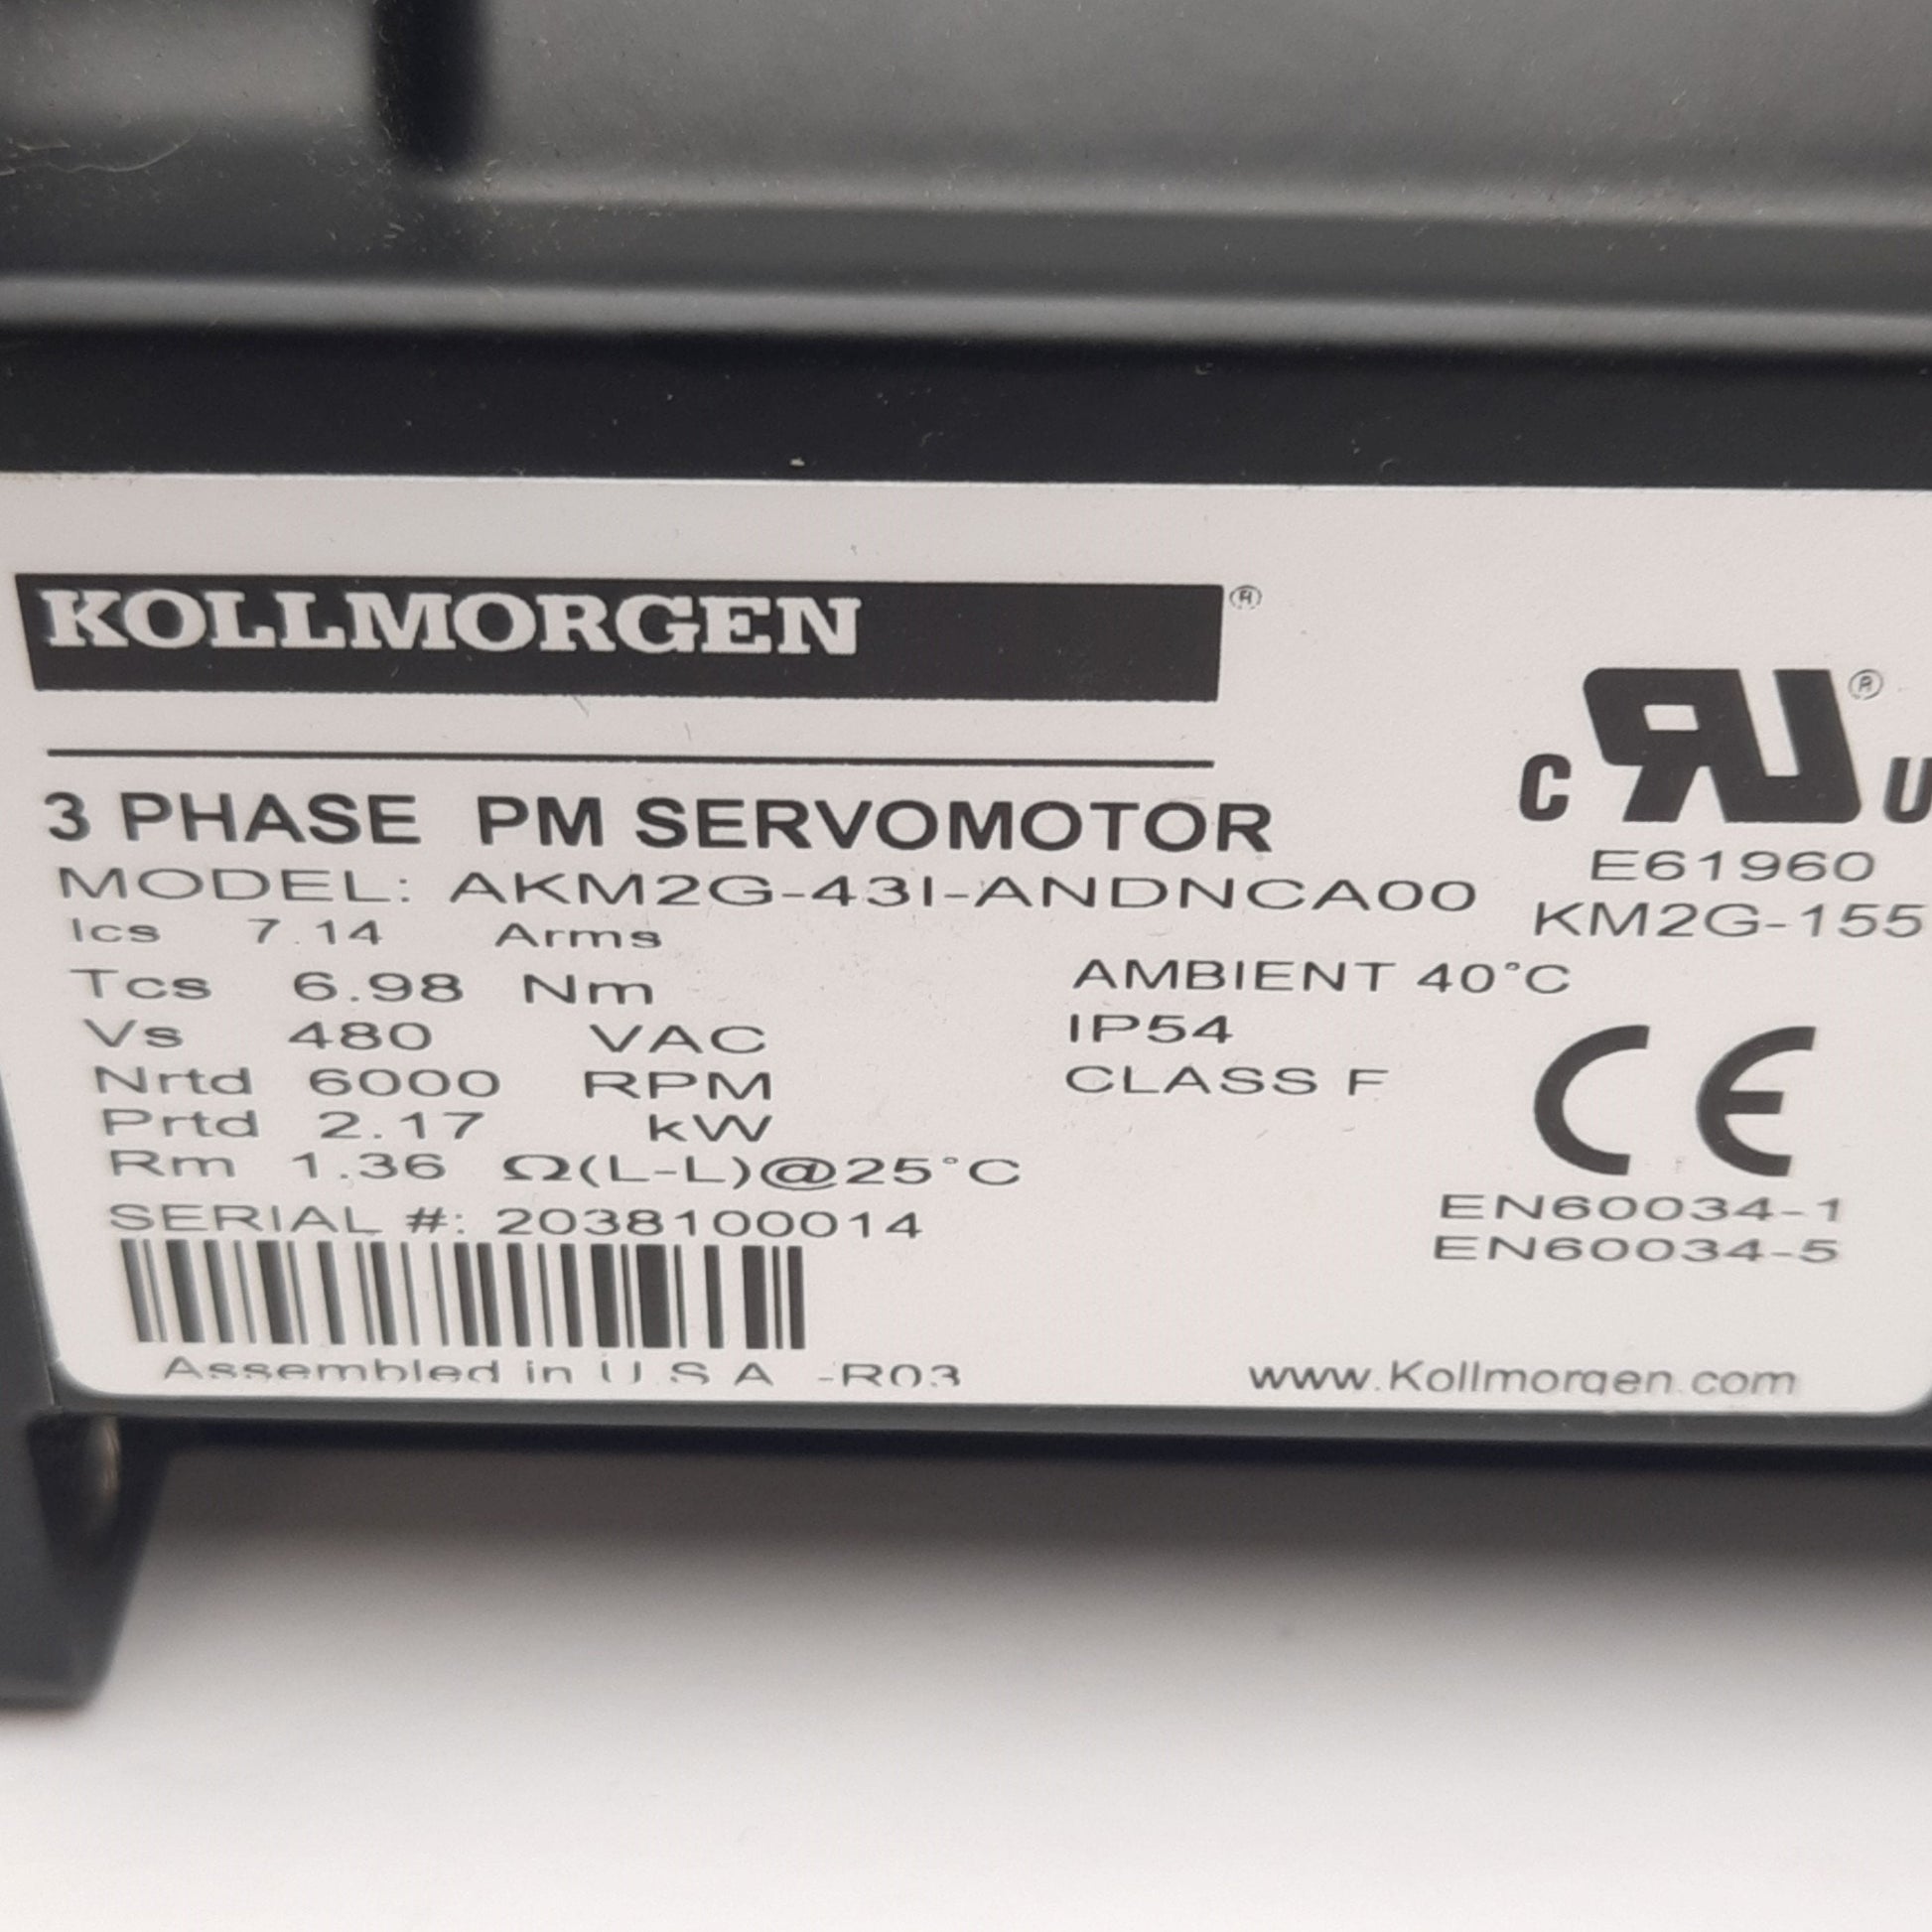 KOLLMORGEN®
3 PHASE PM SERVOMOTOR
MODEL: AKM2G-43I-ANDNCA00
Ics 7.14 Arms
Tcs 6.98 Nm
Vs 480 VAC
Nrtd 6000 RPM
Prtd 2.17 kW
Rm 1.36 Ω(L-L)@25°C
SERIAL #: 2038100014
Assembled in U.S.A. -R03
C RU® U
E61960
KM2G-155
AMBIENT 40°C
IP54
CLASS F
CE
EN60034-1
EN60034-5
www.Kollmorgen.com